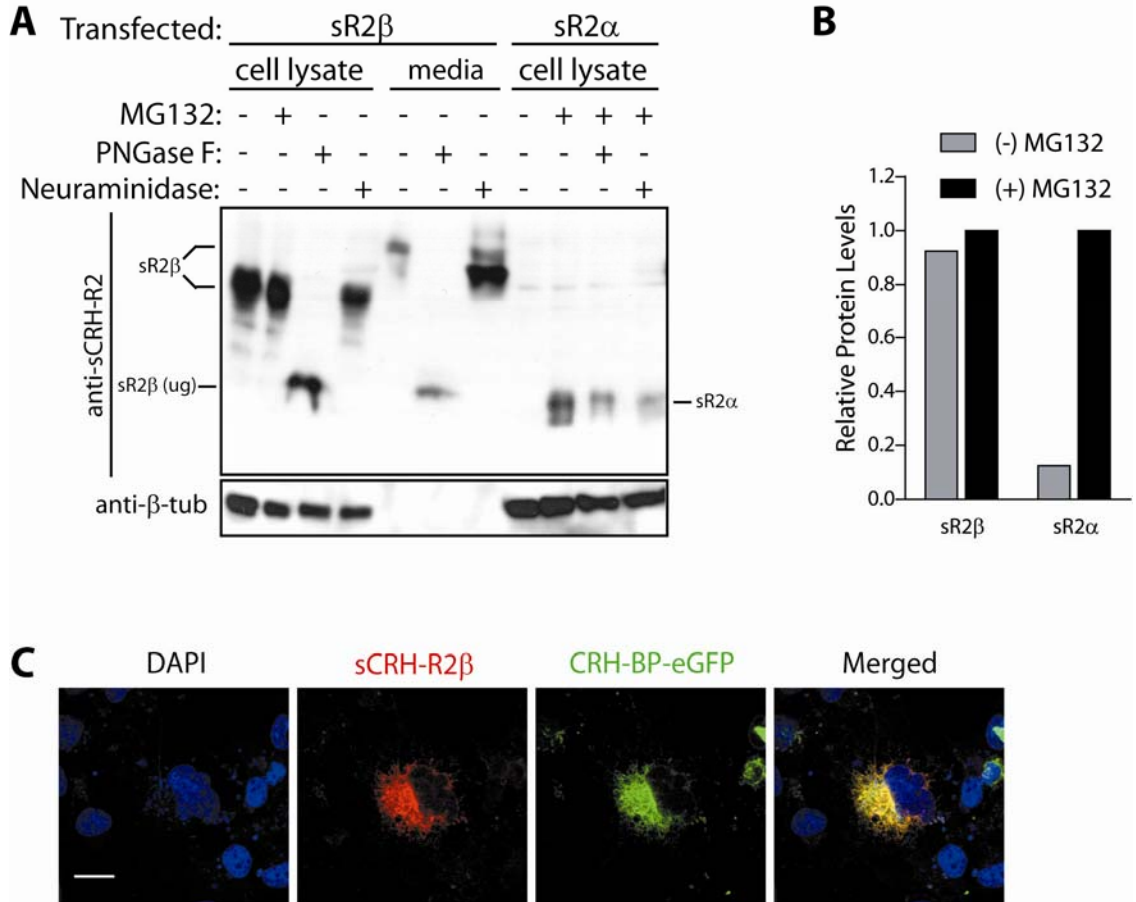 A
Transfected: sR2β sR2α
cell lysate media cell lysate
MG132: - + - - - - - - + + +
PNGase F: - - + - - + - - - + -
Neuraminidase: - - - + - - + - - - +
anti-sCRH-R2
sR2β
sR2β (ug)
sR2α
anti-β-tub
B
(-) MG132
(+) MG132
Relative Protein Levels
1.2
1.0
0.8
0.6
0.4
0.2
0.0
sR2β sR2α
C
DAPI sCRH-R2β CRH-BP-eGFP Merged